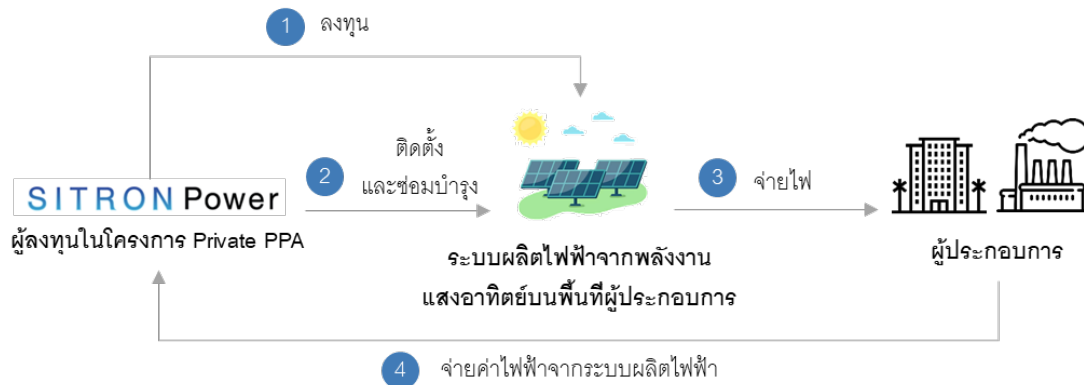 1 ลงทุน
ติดตั้ง
2 และซ่อมบำรุง
3 จ่ายไฟ
SITRON Power
ผู้ลงทุนในโครงการ Private PPA
ระบบผลิตไฟฟ้าจากพลังงาน
แสงอาทิตย์บนพื้นที่ผู้ประกอบการ
ผู้ประกอบการ
4 จ่ายค่าไฟฟ้าจากระบบผลิตไฟฟ้า